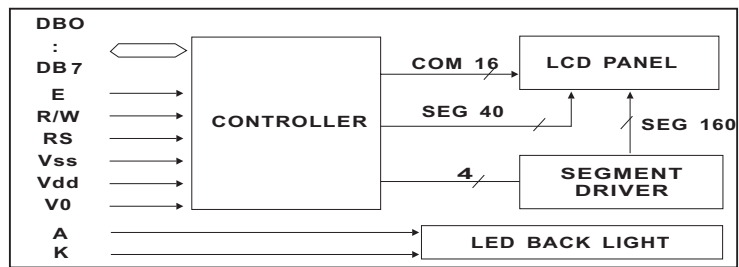 DBO
:
DB7
E
R/W
RS
Vss
Vdd
V0
A
K
CONTROLLER
COM 16
SEG 40
4
LCD PANEL
SEG 160
SEGMENT
DRIVER
LED BACK LIGHT